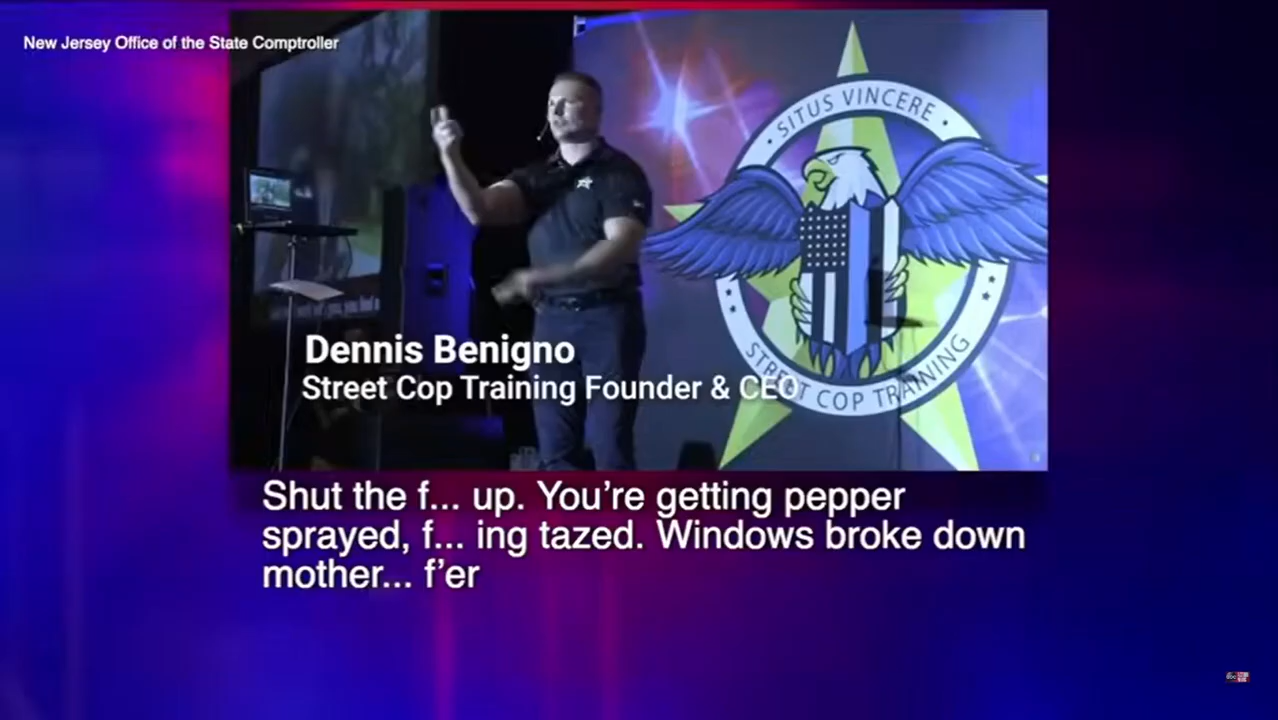 New Jersey Office of the State Comptroller
SITUS VINCERE
STREET COP TRAINING
Dennis Benigno
Street Cop Training Founder & CEO
Shut the f... up. You’re getting pepper
sprayed, f... ing tazed. Windows broke down
mother... f’er
abc